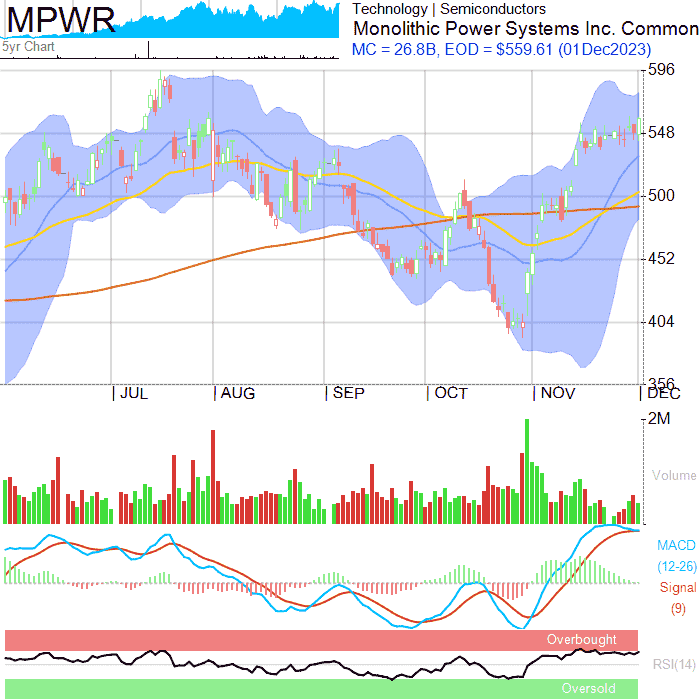 MPWR
5yr Chart
Technology | Semiconductors
Monolithic Power Systems Inc. Common
MC = 26.8B, EOD = $559.61 (01Dec2023)
596
548
500
452
404
356
JUL
AUG
SEP
OCT
NOV
DEC
2M
Volume
MACD
(12-26)
Signal
(9)
Overbought
RSI(14)
Oversold